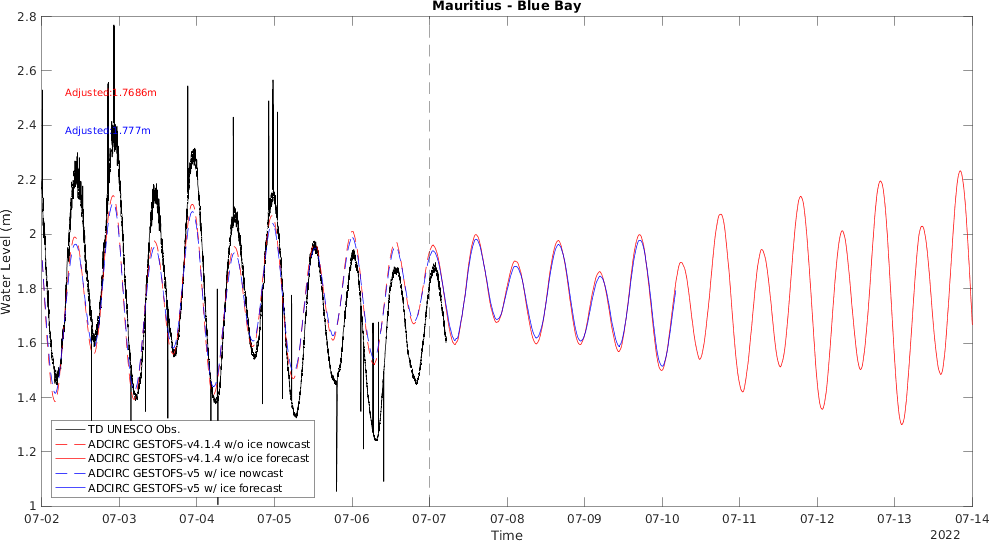 Mauritius - Blue Bay
2.8
2.6
2.4
2.2
2
1.8
1.6
1.4
1.2
1
Water Level (m)
Adjusted:1.7686m
Adjusted:1.777m
TD UNESCO Obs.
ADCIRC GESTOFS-v4.1.4 w/o ice nowcast
ADCIRC GESTOFS-v4.1.4 w/o ice forecast
ADCIRC GESTOFS-v5 w/ ice nowcast
ADCIRC GESTOFS-v5 w/ ice forecast
07-02 07-03 07-04 07-05 07-06 07-07 07-08 07-09 07-10 07-11 07-12 07-13 07-14
Time
2022